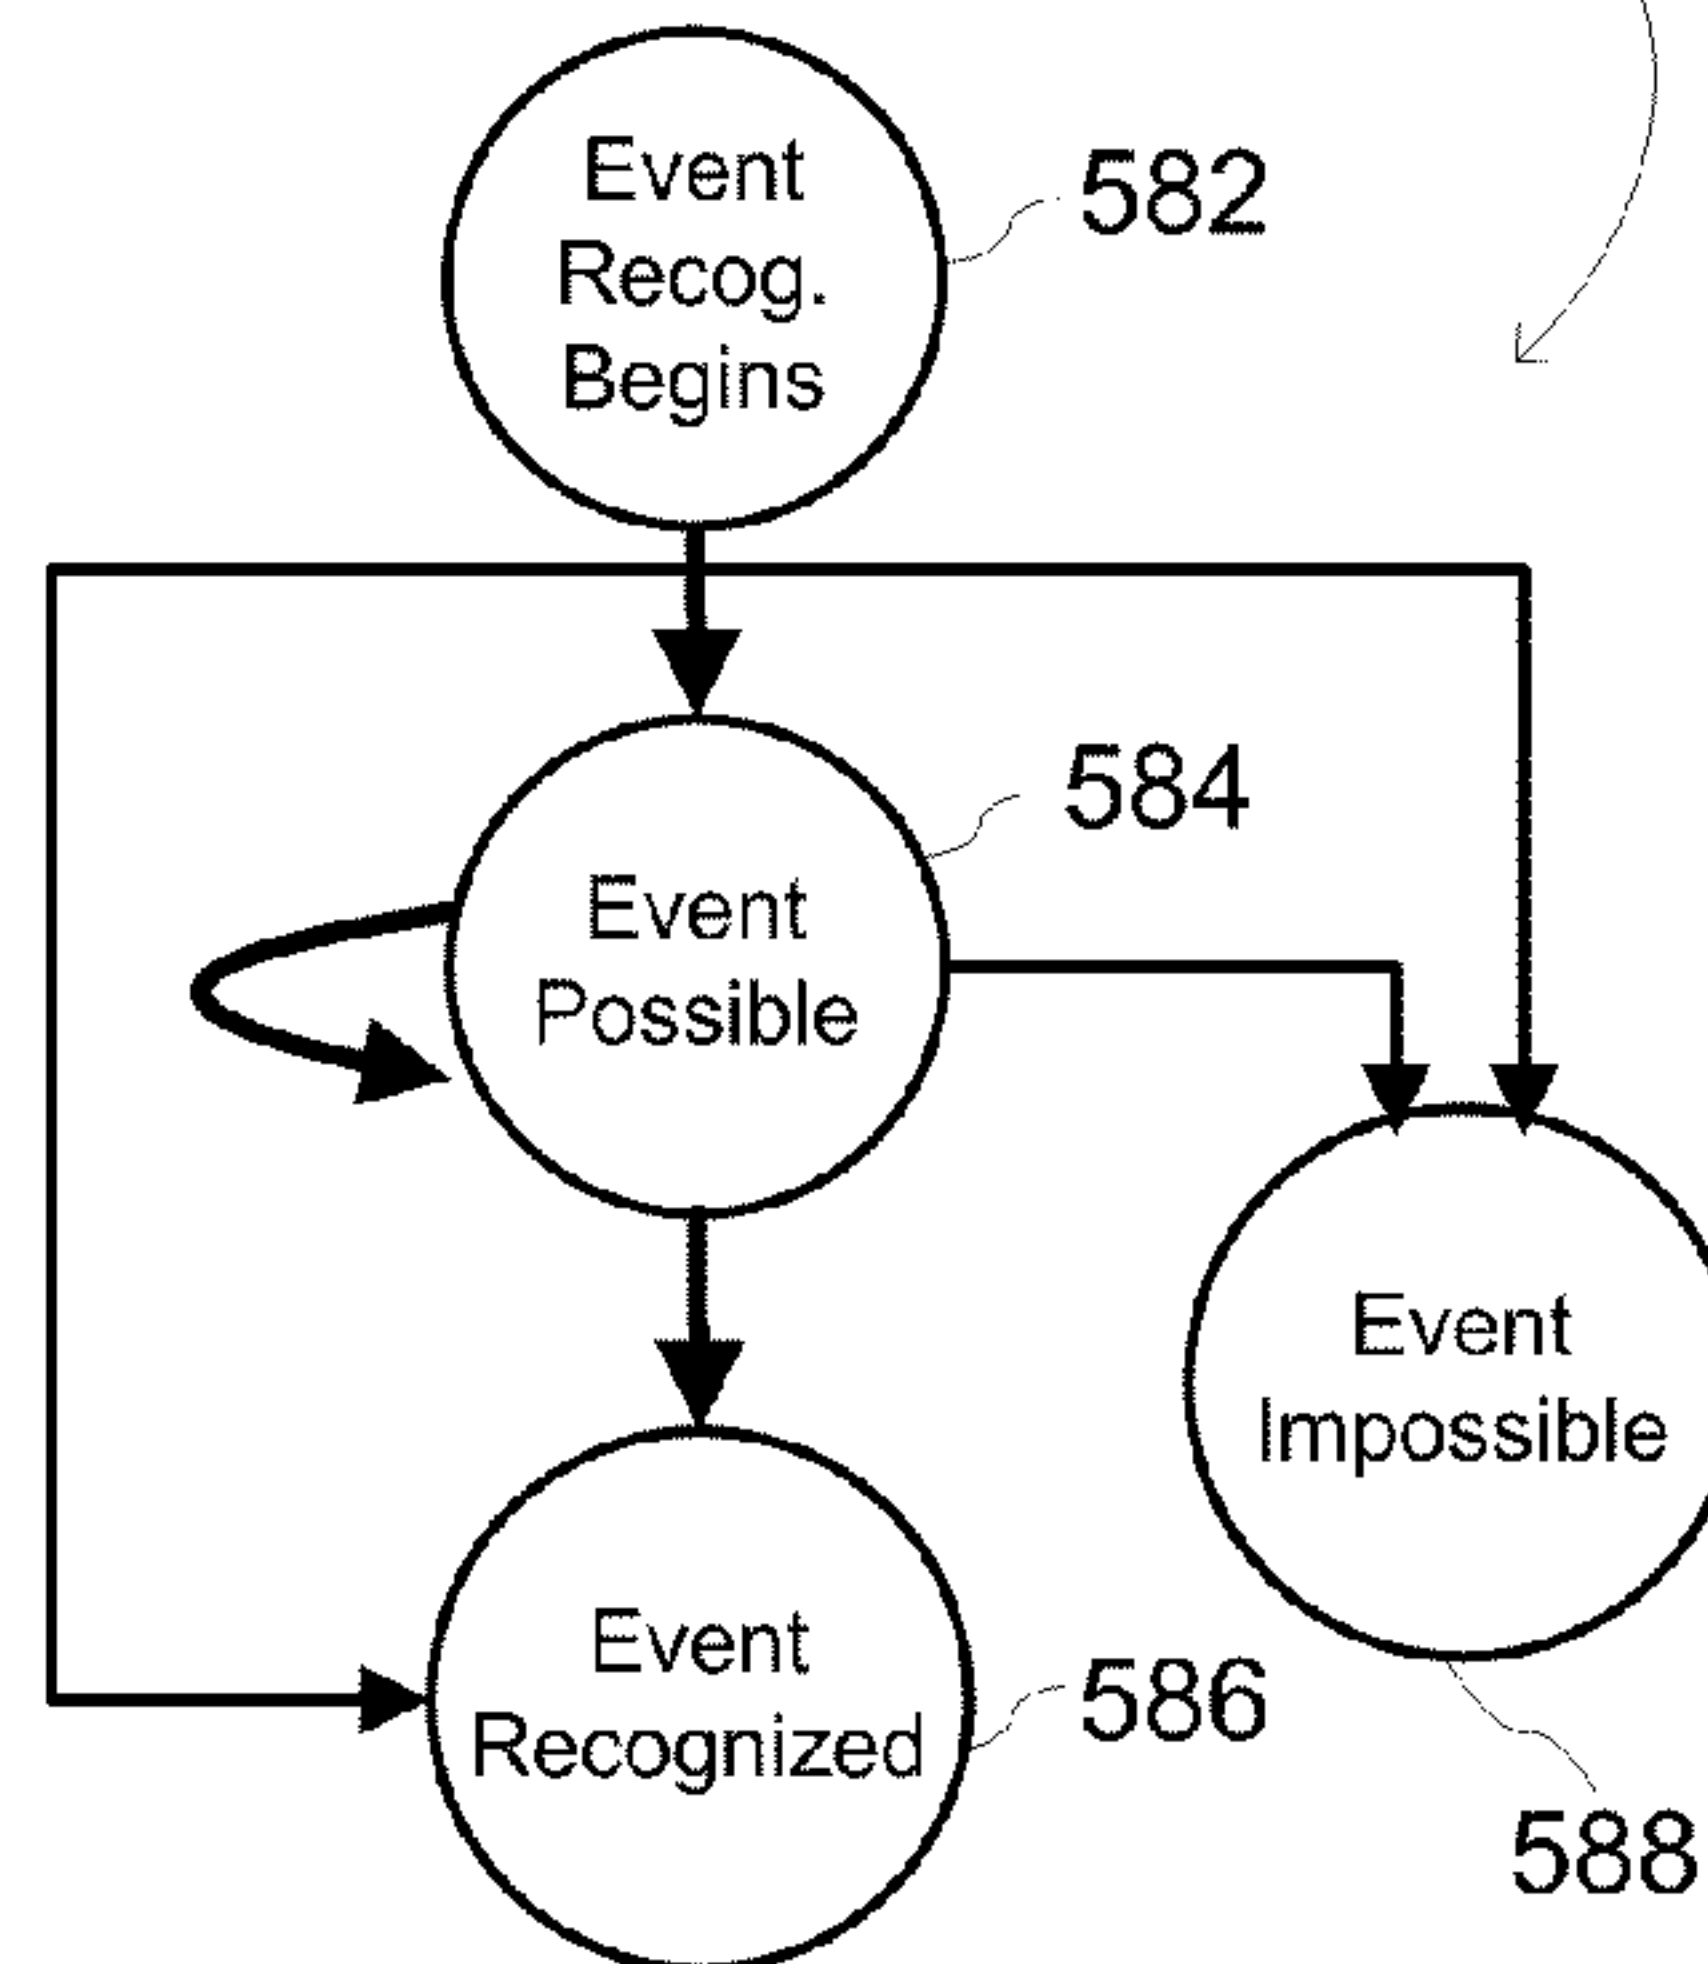 Event
Recog.
Begins
582
584
Event
Possible
Event
Impossible
Event
Recognized
586
588